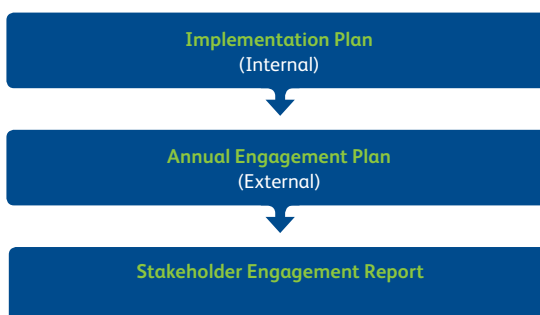 Implementation Plan
(Internal)
Annual Engagement Plan
(External)
Stakeholder Engagement Report